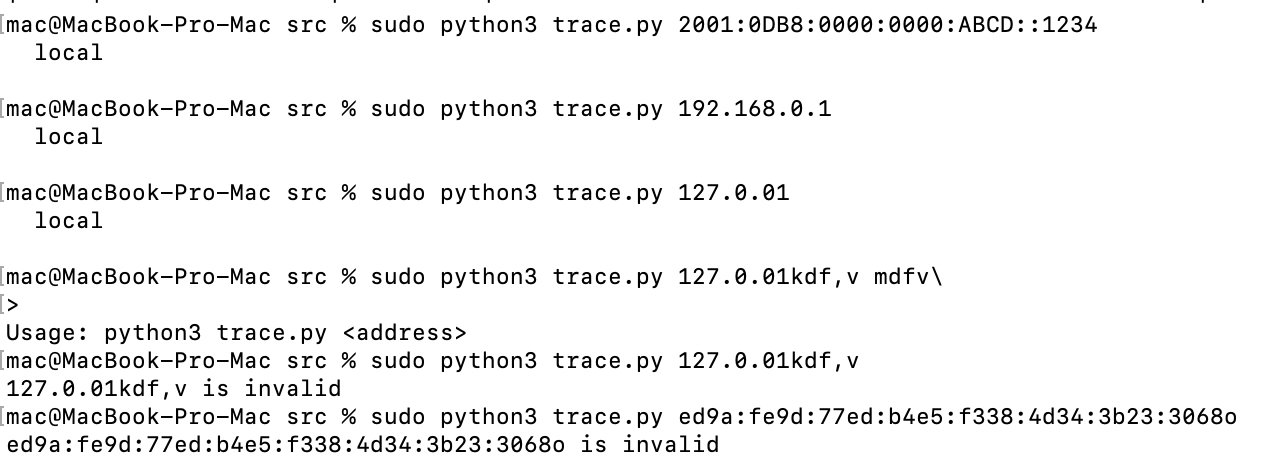 [mac@MacBook-Pro-Mac src % sudo python3 trace.py 2001:0DB8:0000:0000:ABCD::1234
local
[mac@MacBook-Pro-Mac src % sudo python3 trace.py 192.168.0.1
local
[mac@MacBook-Pro-Mac src % sudo python3 trace.py 127.0.01
local
[mac@MacBook-Pro-Mac src % sudo python3 trace.py 127.0.01kdf,v mdfv\
[>
Usage: python3 trace.py <address>
[mac@MacBook-Pro-Mac src % sudo python3 trace.py 127.0.01kdf,v
127.0.01kdf,v is invalid
[mac@MacBook-Pro-Mac src % sudo python3 trace.py ed9a:fe9d:77ed:b4e5:f338:4d34:3b23:3068o
ed9a:fe9d:77ed:b4e5:f338:4d34:3b23:3068o is invalid